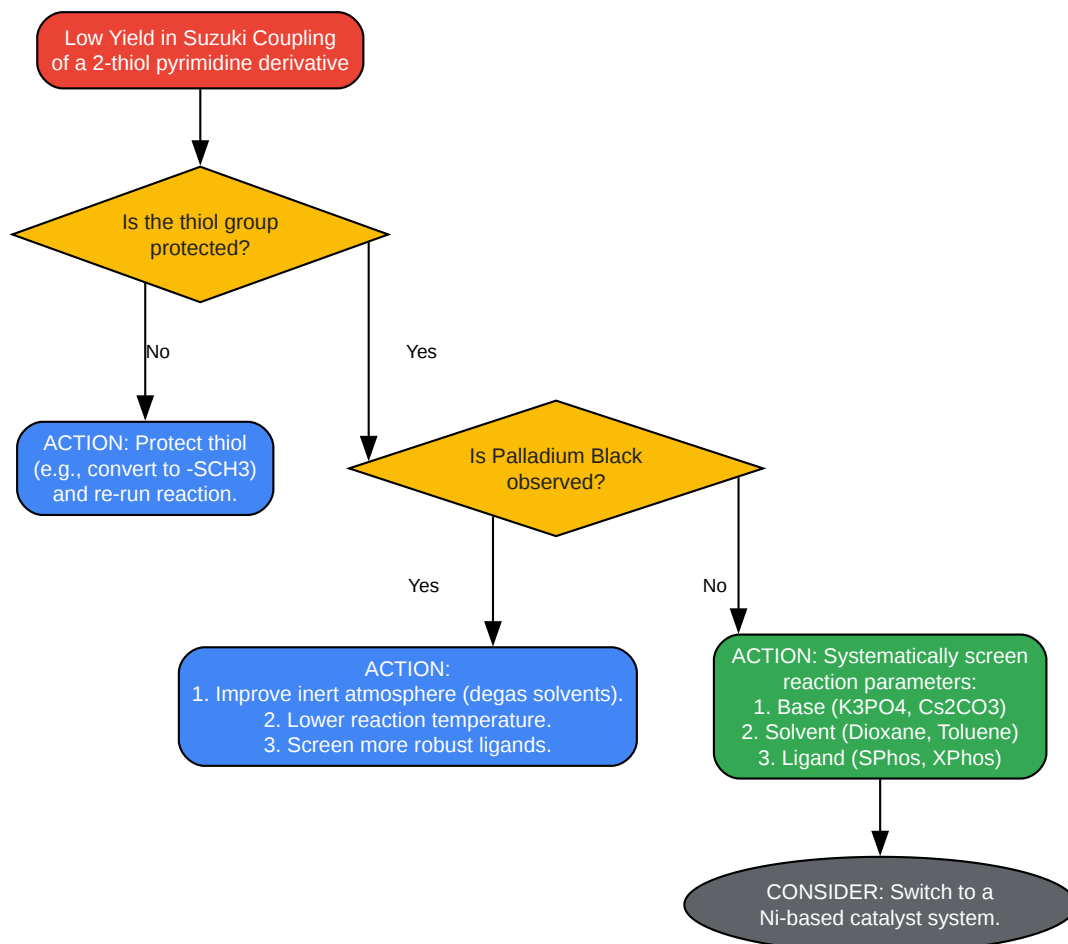 Low Yield in Suzuki Coupling
of a 2-thiol pyrimidine derivative
Is the thiol group
protected?
No
Yes
ACTION: Protect thiol
(e.g., convert to -SCH3)
and re-run reaction.
Is Palladium Black
observed?
Yes
No
ACTION:
1. Improve inert atmosphere (degas solvents).
2. Lower reaction temperature.
3. Screen more robust ligands.
ACTION: Systematically screen
reaction parameters:
1. Base (K3PO4, Cs2CO3)
2. Solvent (Dioxane, Toluene)
3. Ligand (SPhos, XPhos)
CONSIDER: Switch to a
Ni-based catalyst system.